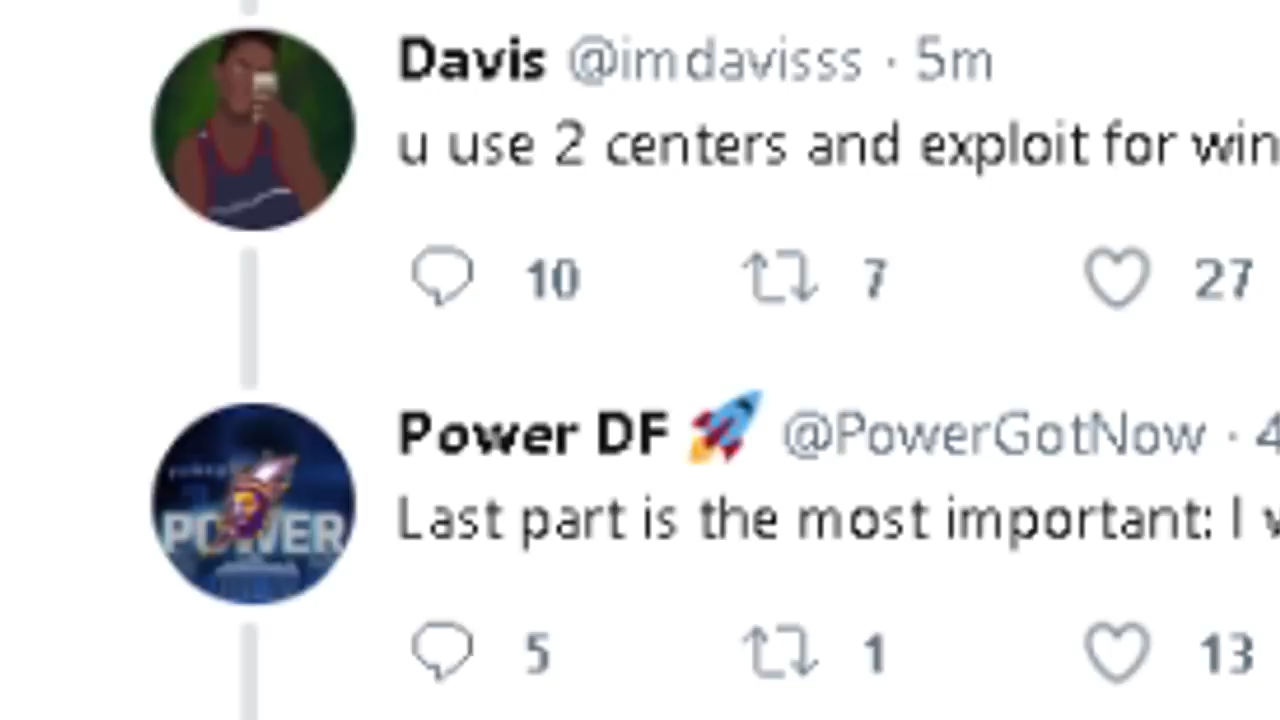 Davis @imdavisss · 5m
u use 2 centers and exploit for win
10 7 27
Power DF 🚀 @PowerGotNow · 4
POWER
Last part is the most important: I
5 1 13